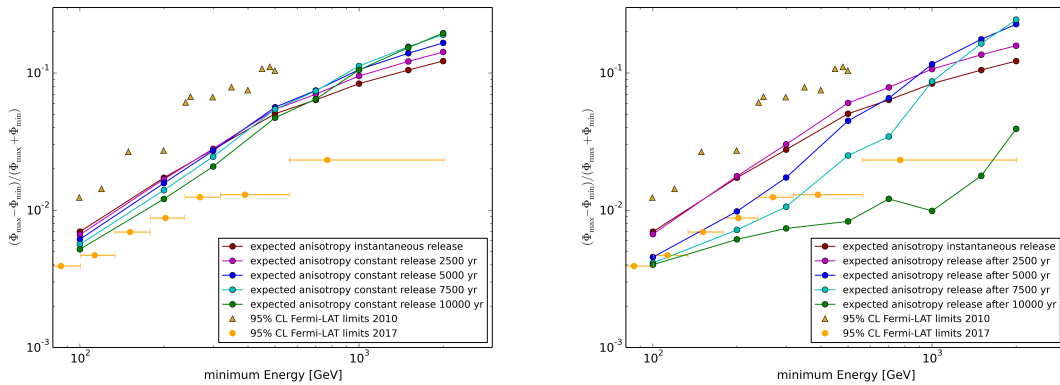 (Φmax−Φmin)/(Φmax+Φmin)
10^-1
10^-2
10^-3
10^2
10^3
minimum Energy [GeV]
expected anisotropy instantaneous release
expected anisotropy constant release 2500 yr
expected anisotropy constant release 5000 yr
expected anisotropy constant release 7500 yr
expected anisotropy constant release 10000 yr
95% CL Fermi-LAT limits 2010
95% CL Fermi-LAT limits 2017
(Φmax−Φmin)/(Φmax+Φmin)
10^-1
10^-2
10^-3
10^2
10^3
minimum Energy [GeV]
expected anisotropy instantaneous release
expected anisotropy release after 2500 yr
expected anisotropy release after 5000 yr
expected anisotropy release after 7500 yr
expected anisotropy release after 10000 yr
95% CL Fermi-LAT limits 2010
95% CL Fermi-LAT limits 2017